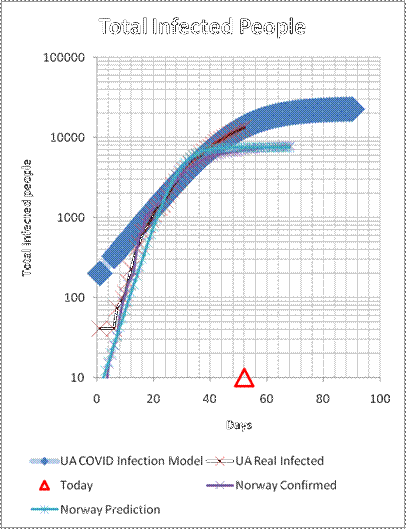 Total Infected People
100000
10000
1000
100
10
Total infected people
0 20 40 60 80 100
Days
UA COVID Infection Model UA Real Infected
Today Norway Confirmed
Norway Prediction